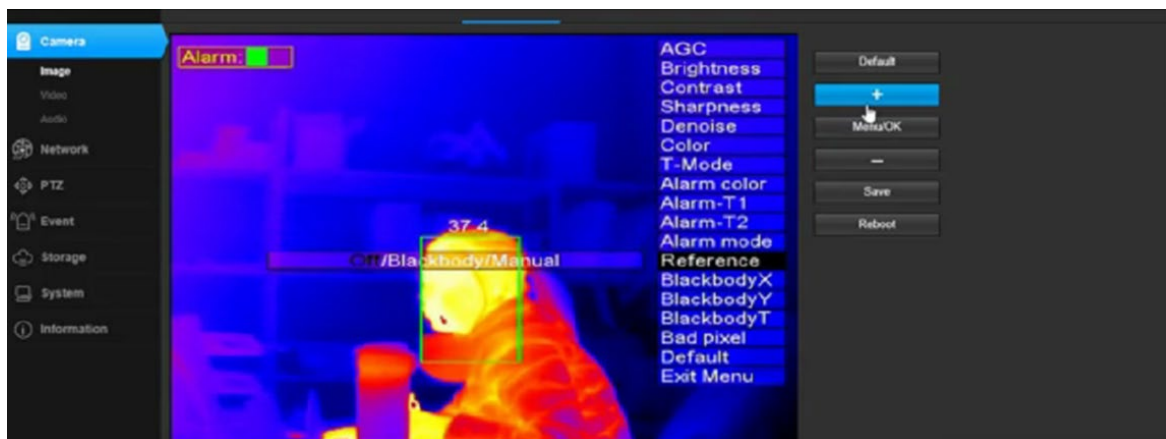 Camera
Image
Video
Audio
Network
PTZ
Event
Storage
System
Information
Alarm:
37.4
Off/Blackbody/Manual
AGC
Brightness
Contrast
Sharpness
Denoise
Color
T-Mode
Alarm color
Alarm-T1
Alarm-T2
Alarm mode
Reference
BlackbodyX
BlackbodyY
BlackbodyT
Bad pixel
Default
Exit Menu
Default
+
Menu/OK
–
Save
Reboot